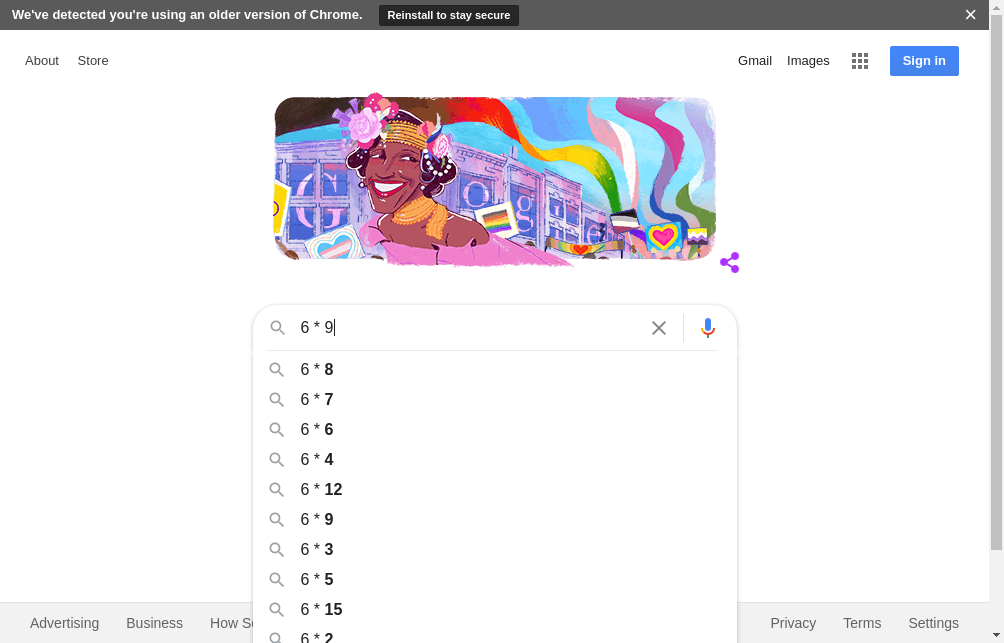 We've detected you're using an older version of Chrome. Reinstall to stay secure
About Store Gmail Images Sign in
6 * 9
6 * 8
6 * 7
6 * 6
6 * 4
6 * 12
6 * 9
6 * 3
6 * 5
6 * 15
6 * 2
Advertising Business How Privacy Terms Settings